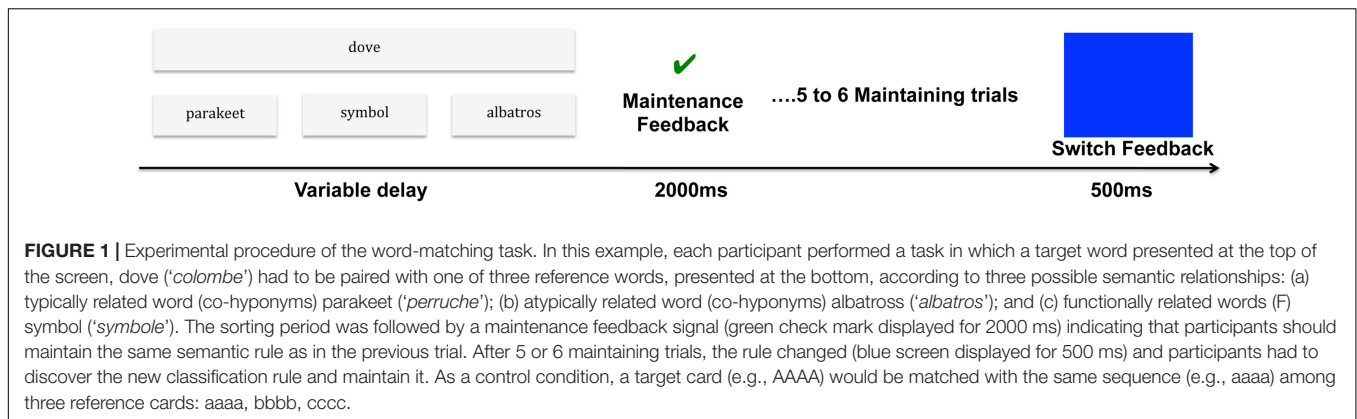 dove
parakeet symbol albatros
✔
Maintenance
Feedback
....5 to 6 Maintaining trials
Switch Feedback
Variable delay 2000ms 500ms
FIGURE 1 | Experimental procedure of the word-matching task. In this example, each participant performed a task in which a target word presented at the top of
the screen, dove (‘colombe’) had to be paired with one of three reference words, presented at the bottom, according to three possible semantic relationships: (a)
typically related word (co-hyponyms) parakeet (‘perruche’); (b) atypically related word (co-hyponyms) albatross (‘albatros’); and (c) functionally related words (F)
symbol (‘symbole’). The sorting period was followed by a maintenance feedback signal (green check mark displayed for 2000 ms) indicating that participants should
maintain the same semantic rule as in the previous trial. After 5 or 6 maintaining trials, the rule changed (blue screen displayed for 500 ms) and participants had to
discover the new classification rule and maintain it. As a control condition, a target card (e.g., AAAA) would be matched with the same sequence (e.g., aaaa) among
three reference cards: aaaa, bbbb, cccc.